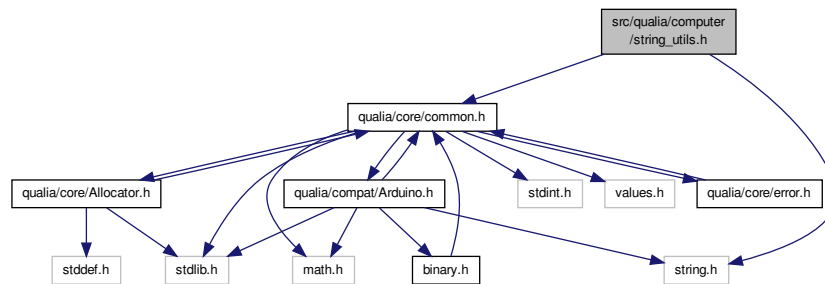 src/qualia/computer
/string_utils.h
qualia/core/common.h
qualia/core/Allocator.h
qualia/compat/Arduino.h
stdint.h
values.h
qualia/core/error.h
stddef.h
stdlib.h
math.h
binary.h
string.h